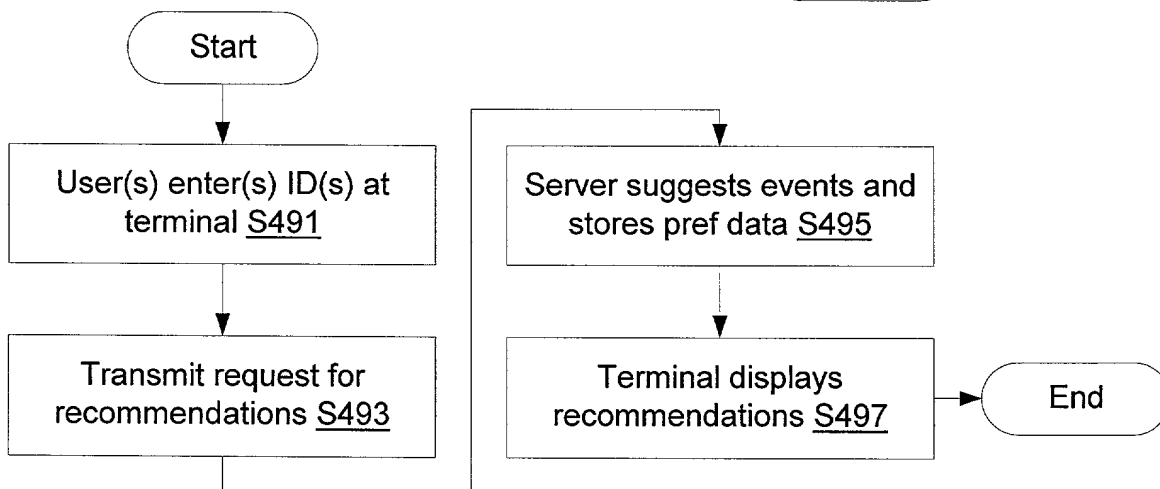 Start
User(s) enter(s) ID(s) at
terminal S491
Transmit request for
recommendations S493
Server suggests events and
stores pref data S495
Terminal displays
recommendations S497
End